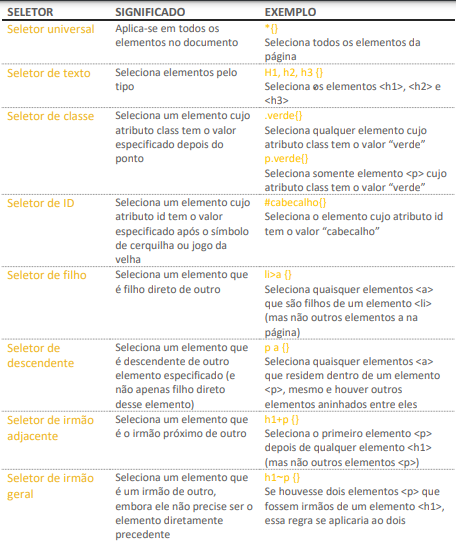 SELETOR SIGNIFICADO EXEMPLO
Seletor universal
Aplica-se em todos os
elementos no documento
*{}
Seleciona todos os elementos da
página
Seletor de texto
Seleciona elementos pelo
tipo
H1, h2, h3 {}
Seleciona os elementos <h1>, <h2> e
<h3>
Seletor de classe
Seleciona um elemento cujo
atributo class tem o valor
especificado depois do
ponto
.verde{}
Seleciona qualquer elemento cujo
atributo class tem o valor “verde”
p.verde{}
Seleciona somente elemento <p> cujo
atributo class tem o valor “verde”
Seletor de ID
Seleciona um elemento cujo
atributo id tem o valor
especificado após o símbolo
de cerquilha ou jogo da
velha
#cabecalho{}
Seleciona o elemento cujo atributo id
tem o valor “cabecalho”
Seletor de filho
Seleciona um elemento que
é filho direto de outro
li>a {}
Seleciona quaisquer elementos <a>
que são filhos de um elemento <li>
(mas não outros elementos a na
página)
Seletor de
descendente
Seleciona um elemento que
é descendente de outro
elemento especificado (e
não apenas filho direto
desse elemento)
p a {}
Seleciona quaisquer elementos <a>
que residem dentro de um elemento
<p>, mesmo e houver outros
elementos aninhados entre eles
Seletor de irmão
adjacente
Seleciona um elemento que
é o irmão próximo de outro
h1+p {}
Seleciona o primeiro elemento <p>
depois de qualquer elemento <h1>
(mas não outros elementos <p>)
Seletor de irmão
geral
Seleciona um elemento que
é um irmão de outro,
embora ele não precise ser o
elemento diretamente
precedente
h1~p {}
Se houvesse dois elementos <p> que
fossem irmãos de um elemento <h1>,
essa regra se aplicaria ao dois